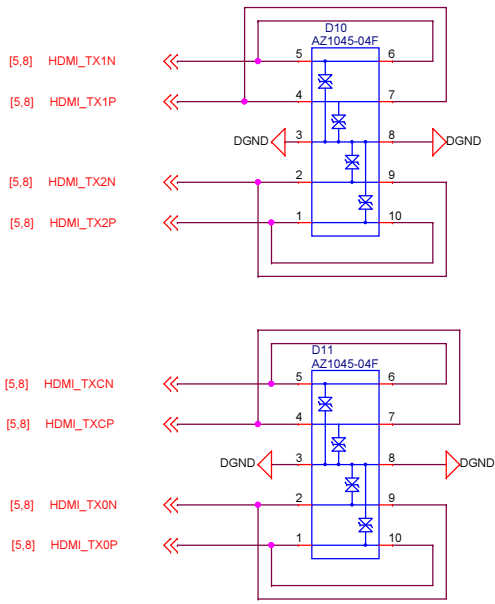 D10
AZ1045-04F
[5,8] HDMI_TX1N 5 6
[5,8] HDMI_TX1P 4 7
DGND 3 8 DGND
[5,8] HDMI_TX2N 2 9
[5,8] HDMI_TX2P 1 10
D11
AZ1045-04F
[5,8] HDMI_TXCN 5 6
[5,8] HDMI_TXCP 4 7
DGND 3 8 DGND
[5,8] HDMI_TX0N 2 9
[5,8] HDMI_TX0P 1 10